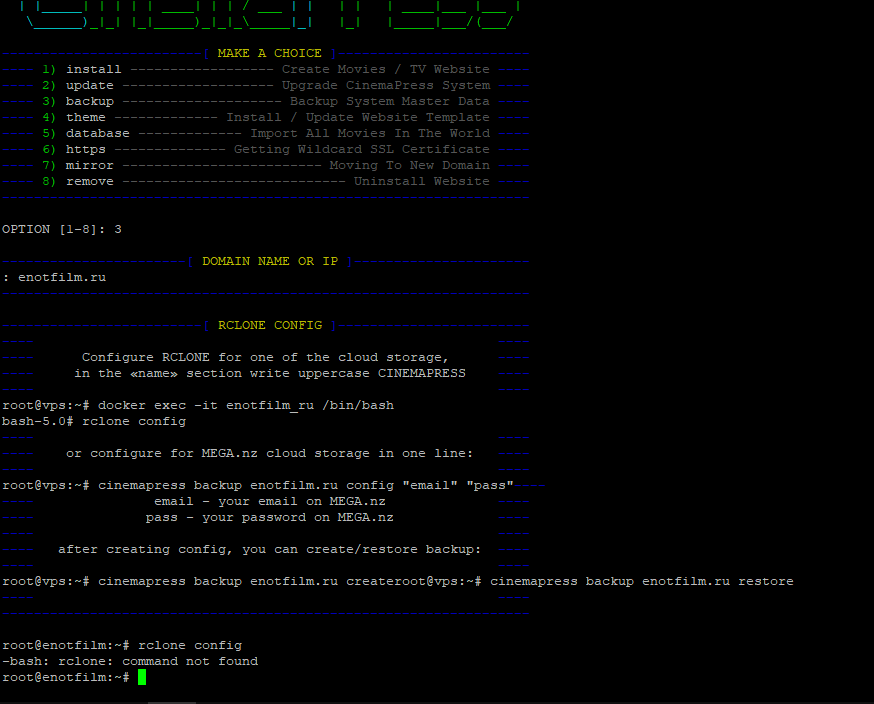 [ MAKE A CHOICE ]
1) install ------------------ Create Movies / TV Website
2) update ------------------- Upgrade CinemaPress System
3) backup -------------------- Backup System Master Data
4) theme ------------- Install / Update Website Template
5) database ------------- Import All Movies In The World
6) https -------------- Getting Wildcard SSL Certificate
7) mirror ------------------------- Moving To New Domain
8) remove ---------------------------- Uninstall Website
OPTION [1-8]: 3
[ DOMAIN NAME OR IP ]
: enotfilm.ru
[ RCLONE CONFIG ]
Configure RCLONE for one of the cloud storage,
in the «name» section write uppercase CINEMAPRESS
root@vps:~# docker exec -it enotfilm_ru /bin/bash
bash-5.0# rclone config
or configure for MEGA.nz cloud storage in one line:
root@vps:~# cinemapress backup enotfilm.ru config "email" "pass"
email - your email on MEGA.nz
pass - your password on MEGA.nz
after creating config, you can create/restore backup:
root@vps:~# cinemapress backup enotfilm.ru createroot@vps:~# cinemapress backup enotfilm.ru restore
root@enotfilm:~# rclone config
-bash: rclone: command not found
root@enotfilm:~#